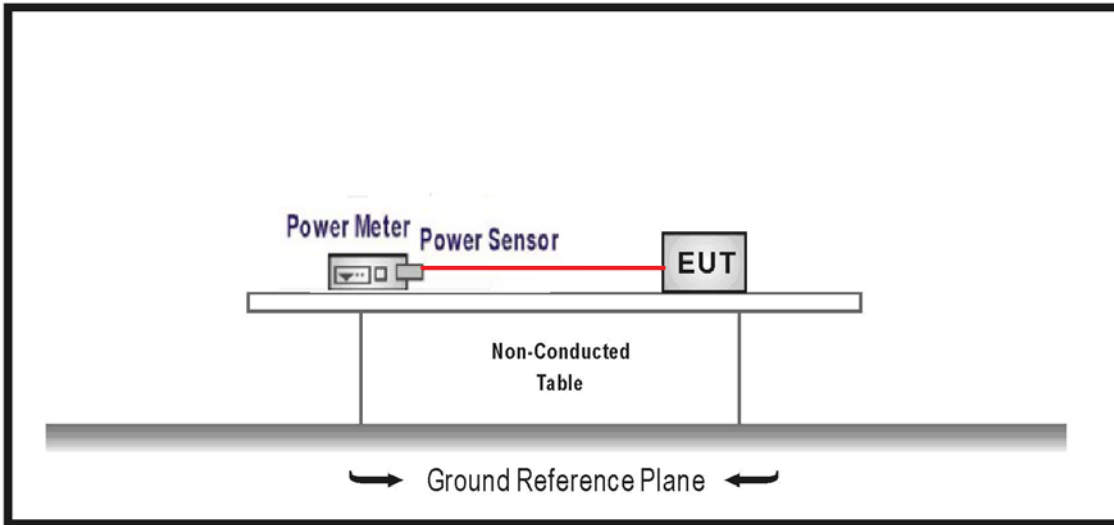 Power Meter
Power Sensor
EUT
Non-Conducted
Table
Ground Reference Plane